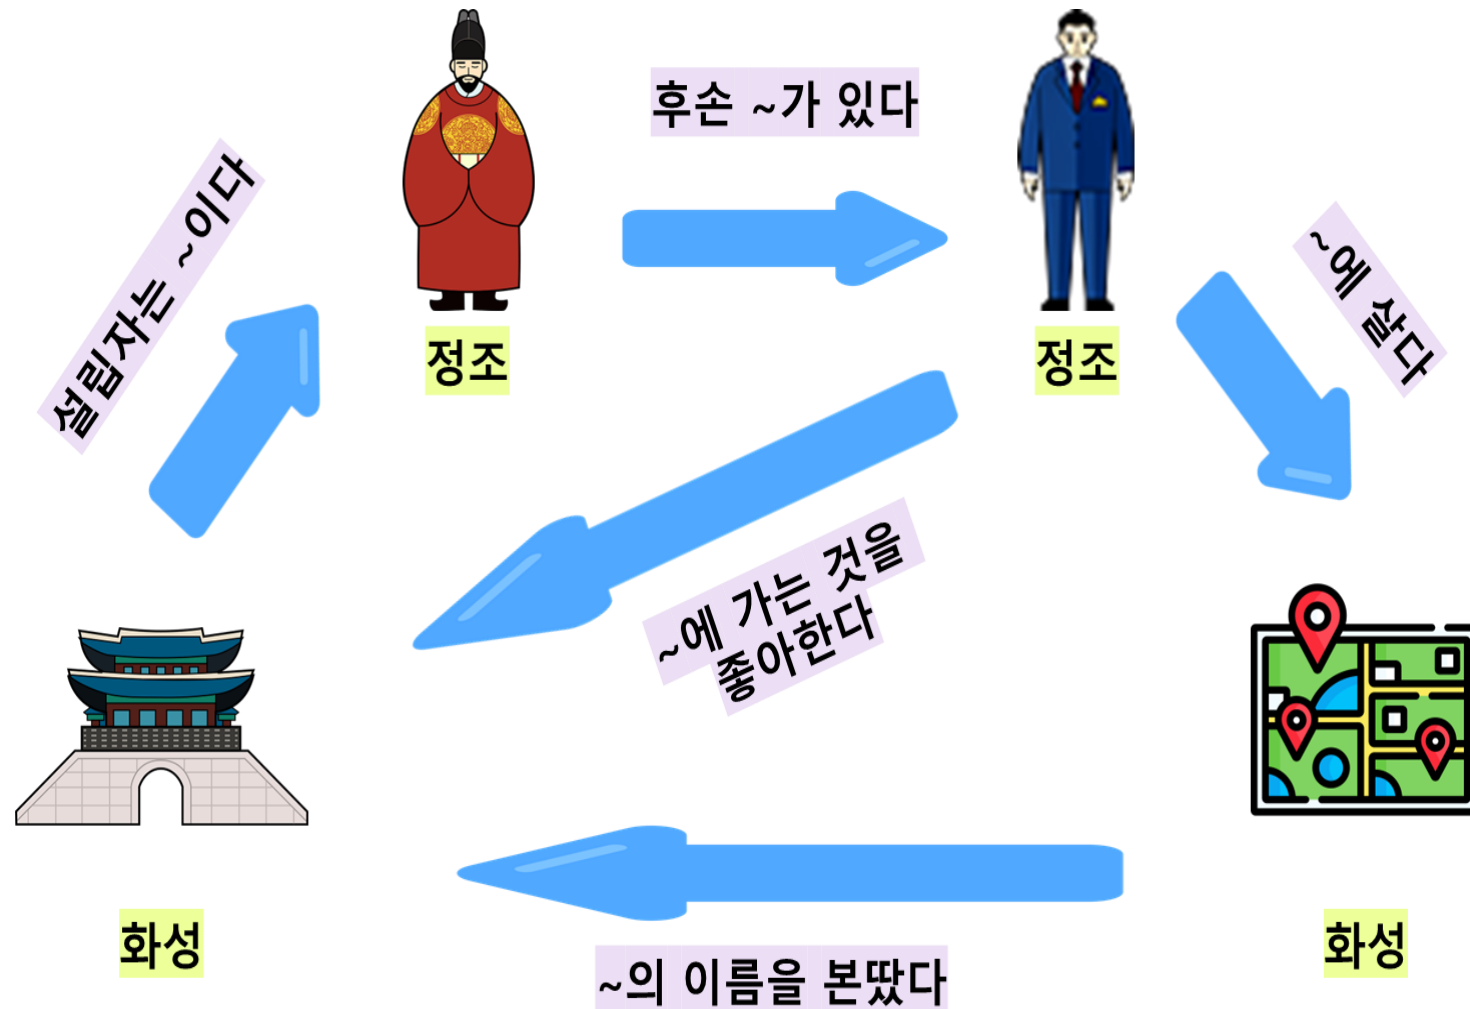 후손 ~가 있다
설립자는 ~이다
~에 살다
정조
정조
~에 가는 것을
좋아한다
화성
화성
~의 이름을 본땄다